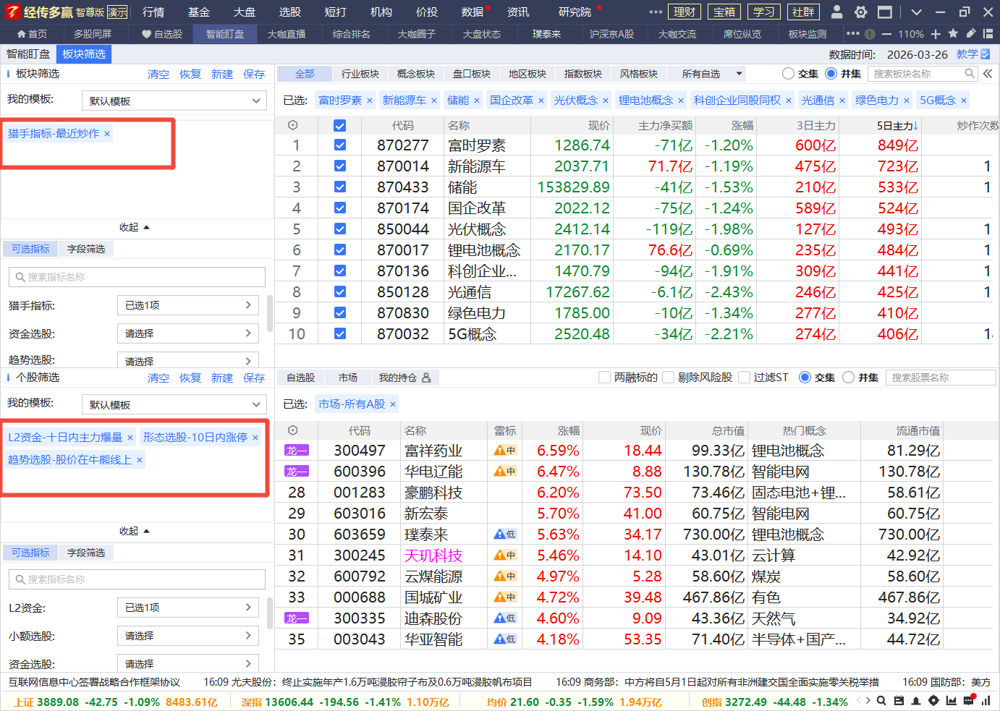 经传多赢 智尊版 演示 行情 基金 大盘 选股 短打 机构 价投 数据 资讯 研究院 理财 宝箱 学习 社群
首页 多股同屏 自选股 智能盯盘 大咖直播 综合排名 大咖圈子 大盘状态 璞泰来 沪深京A股 大咖交流 席位纵览 板块监测 110%
智能盯盘 板块筛选 数据时间: 2026-03-26 教学
板块筛选 清空 恢复 新建 保存
我的模板: 默认模板
猎手指标-最近炒作 ×
收起
可选指标 字段筛选
搜索指标名称
猎手指标: 已选1项
资金选股: 请选择
趋势选股: 请选择
全部 行业板块 概念板块 盘口板块 地区板块 指数板块 风格板块 所有自选 交集 并集 搜索板块名称
已选: 富时罗素 × 新能源车 × 储能 × 国企改革 × 光伏概念 × 锂电池概念 × 科创企业同股同权 × 光通信 × 绿色电力 × 5G概念 ×
代码 名称 现价 主力净买额 涨幅 3日主力 5日主力↓ 炒作次数
1 870277 富时罗素 1286.74 -71亿 -1.20% 600亿 849亿
2 870014 新能源车 2037.71 71.7亿 -1.19% 475亿 723亿 1
3 870433 储能 153829.89 -41亿 -1.53% 210亿 533亿 1
4 870174 国企改革 2022.12 -75亿 -1.24% 589亿 524亿
5 850044 光伏概念 2412.14 -119亿 -1.98% 127亿 493亿 1
6 870017 锂电池概念 2170.17 76.6亿 -0.69% 235亿 484亿 1
7 870136 科创企业... 1470.79 -94亿 -1.91% 309亿 441亿 1
8 850128 光通信 17267.62 -6.1亿 -2.43% 246亿 425亿 1
9 870830 绿色电力 1785.00 -10亿 -1.34% 277亿 410亿
10 870032 5G概念 2520.48 -34亿 -2.21% 274亿 406亿 1
个股筛选 清空 恢复 新建 保存
我的模板: 默认模板
L2资金-十日内主力爆量 × 形态选股-10日内涨停 ×
趋势选股-股价在牛熊线上 ×
收起
可选指标 字段筛选
搜索指标名称
L2资金: 已选1项
小额选股: 请选择
资金选股: 请选择
自选股 市场 我的持仓 两融标的 剔除风险股 过滤ST 交集 并集 搜索股票名称
已选: 市场-所有A股 ×
代码 名称 雷标 涨幅 现价 总市值 热门概念 流通市值
龙一 300497 富祥药业 中 6.59% 18.44 99.33亿 锂电池概念 81.29亿
龙一 600396 华电辽能 中 6.47% 8.88 130.78亿 智能电网 130.78亿
28 001283 豪鹏科技 6.20% 73.50 73.46亿 固态电池+锂... 58.61亿
29 603016 新宏泰 5.70% 41.00 60.75亿 智能电网 60.75亿
30 603659 璞泰来 低 5.63% 34.17 730.00亿 锂电池概念 730.00亿
31 300245 天玑科技 中 5.46% 14.10 43.01亿 云计算 42.92亿
32 600792 云煤能源 中 4.97% 5.28 58.60亿 煤炭 58.60亿
33 000688 国城矿业 中 4.72% 39.48 467.86亿 有色 467.86亿
龙一 300335 迪森股份 低 4.60% 9.09 43.36亿 天然气 34.92亿
35 003043 华亚智能 低 4.18% 53.35 71.40亿 半导体+国产... 44.72亿
互联网信息中心签署战略合作框架协议 16:09 尤夫股份: 终止实施年产1.6万吨浸胶帘子布及0.6万吨浸胶帆布项目 16:09 商务部: 中方将自5月1日起对所有非洲建交国全面实施零关税举措 16:09 国防部: 美方
上证 3889.08 -42.75 -1.09% 8483.61亿 深指 13606.44 -194.56 -1.41% 1.10万亿 均价 21.60 -0.35 -1.59% 1.94万亿 创指 3272.49 -44.48 -1.34%